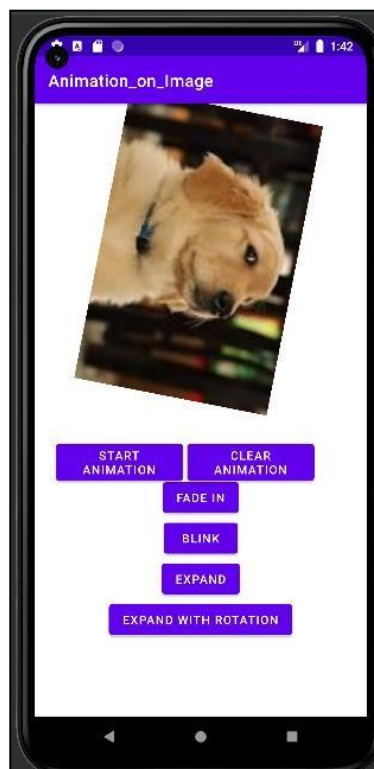 1:42
Animation_on_Image
START
ANIMATION
CLEAR
ANIMATION
FADE IN
BLINK
EXPAND
EXPAND WITH ROTATION